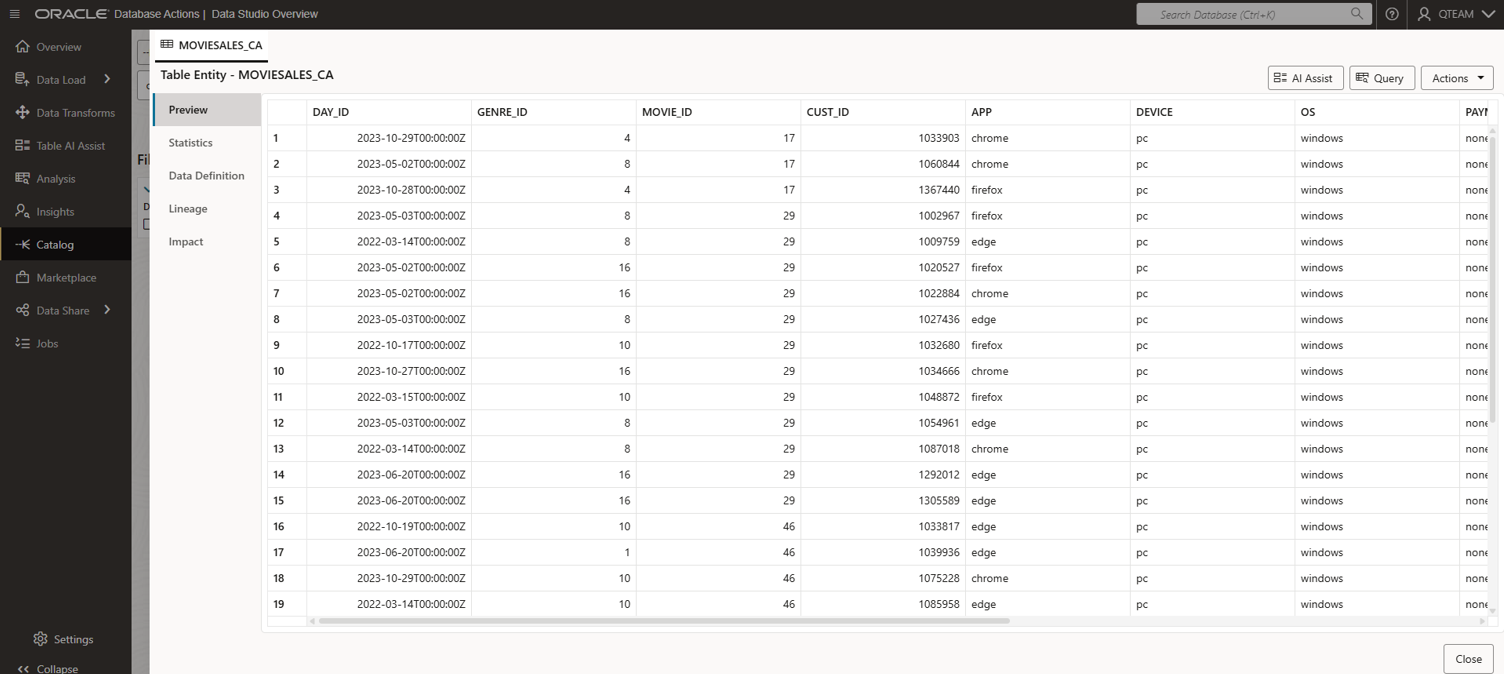 ORACLE Database Actions | Data Studio Overview Search Database (Ctrl+K) QTEAM
Overview
Data Load
Data Transforms
Table AI Assist
Analysis
Insights
Catalog
Marketplace
Data Share
Jobs
Settings
Collapse
MOVIESALES_CA
Table Entity - MOVIESALES_CA
AI Assist Query Actions
Preview
Statistics
Data Definition
Lineage
Impact
DAY_ID GENRE_ID MOVIE_ID CUST_ID APP DEVICE OS
1 2023-10-29T00:00:00Z 4 17 1033903 chrome pc windows none
2 2023-05-02T00:00:00Z 8 17 1060844 chrome pc windows none
3 2023-10-28T00:00:00Z 4 17 1367440 firefox pc windows none
4 2023-05-03T00:00:00Z 8 29 1002967 firefox pc windows none
5 2022-03-14T00:00:00Z 8 29 1009759 edge pc windows none
6 2023-05-02T00:00:00Z 16 29 1020527 firefox pc windows none
7 2023-05-02T00:00:00Z 16 29 1022884 chrome pc windows none
8 2023-05-03T00:00:00Z 8 29 1027436 edge pc windows none
9 2022-10-17T00:00:00Z 10 29 1032680 firefox pc windows none
10 2023-10-27T00:00:00Z 16 29 1034666 chrome pc windows none
11 2022-03-15T00:00:00Z 10 29 1048872 firefox pc windows none
12 2023-05-03T00:00:00Z 8 29 1054961 edge pc windows none
13 2022-03-14T00:00:00Z 8 29 1087018 chrome pc windows none
14 2023-06-20T00:00:00Z 16 29 1292012 edge pc windows none
15 2023-06-20T00:00:00Z 16 29 1305589 edge pc windows none
16 2022-10-19T00:00:00Z 10 46 1033817 edge pc windows none
17 2023-06-20T00:00:00Z 1 46 1039936 edge pc windows none
18 2023-10-29T00:00:00Z 10 46 1075228 chrome pc windows none
19 2022-03-14T00:00:00Z 10 46 1085958 edge pc windows none
Close